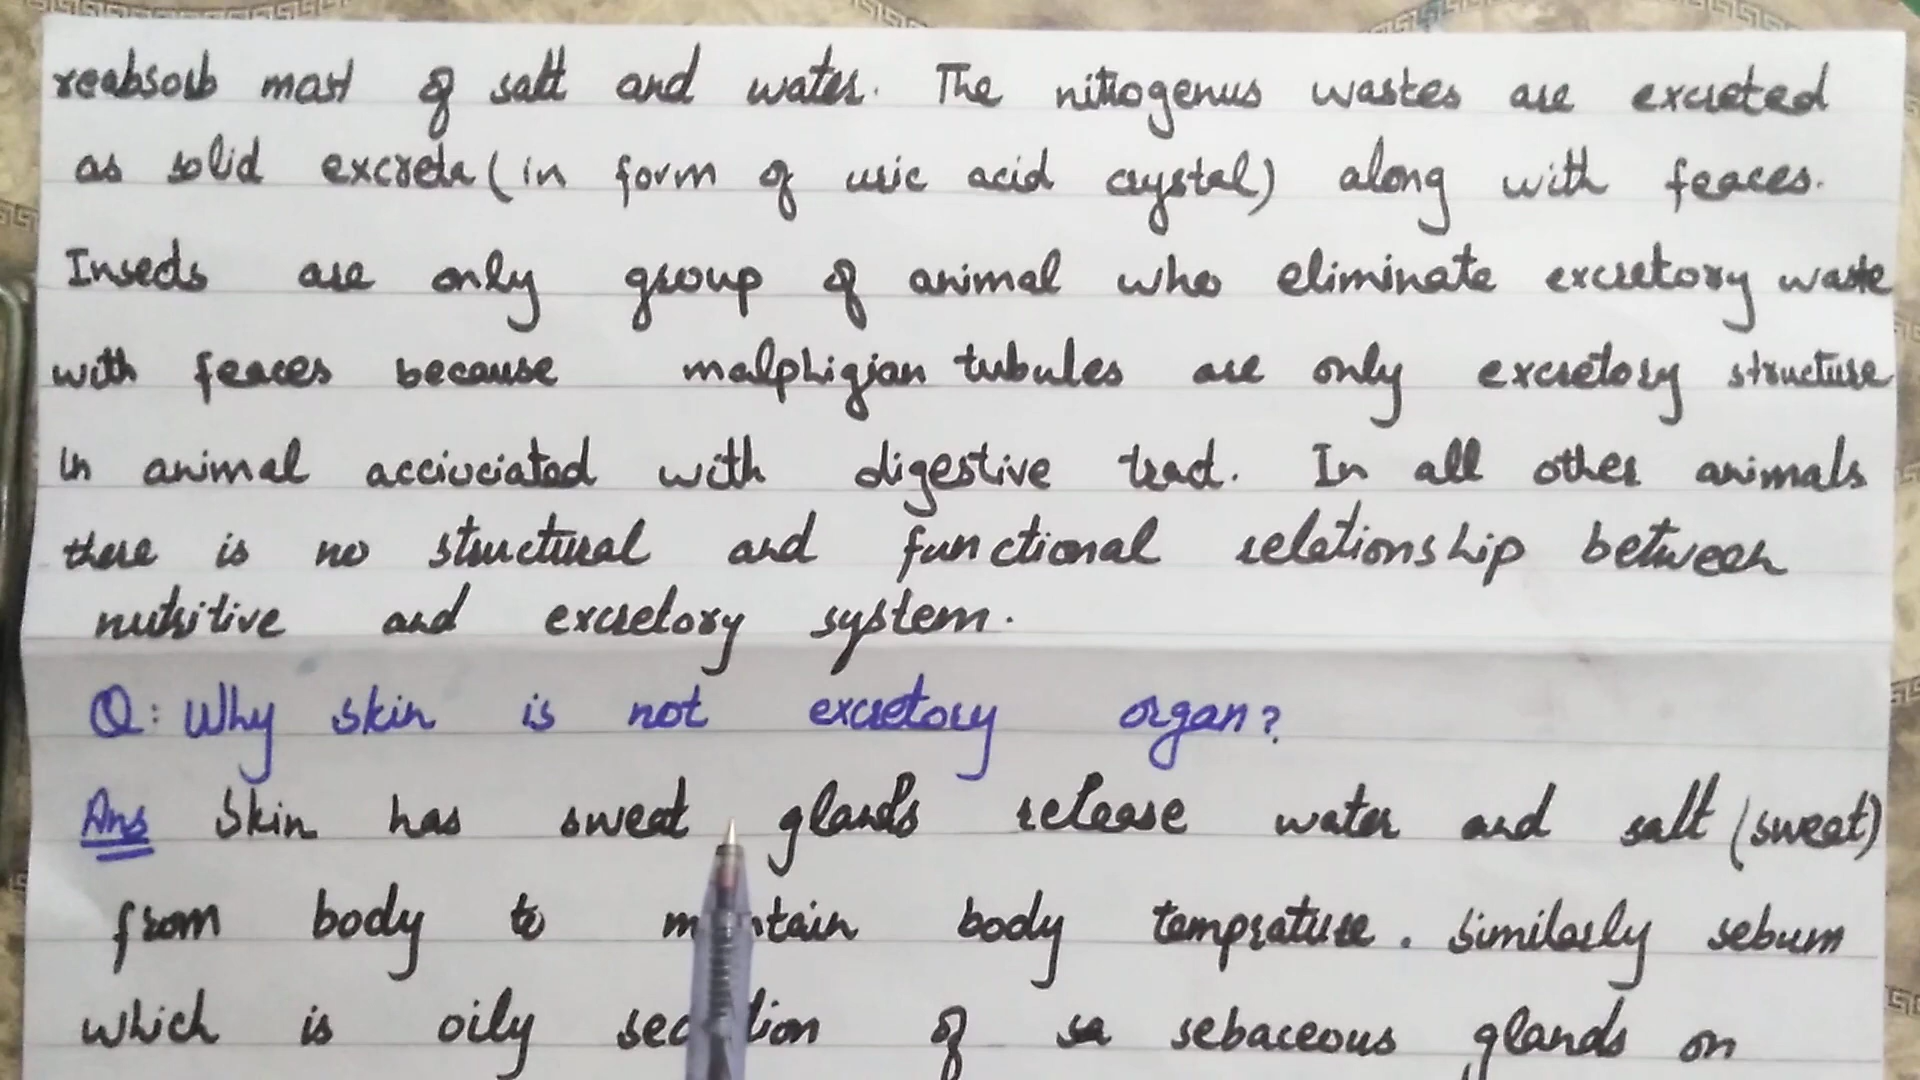 reabsorb most of salt and water. The nitrogenus wastes are excreted
as solid excreta (in form of uric acid crystal) along with feaces.
Insects are only group of animal who eliminate excretory waste
with feaces because malphigian tubules are only excretory structure
in animal acciociated with digestive tract. In all other animals
there is no structural and functional relationship between
nutritive and excretory system.
Q: Why skin is not excretory organ?
Ans Skin has sweat glands release water and salt (sweat)
from body to body temprature. Similarly sebum
which is oily of sa sebaceous glands on